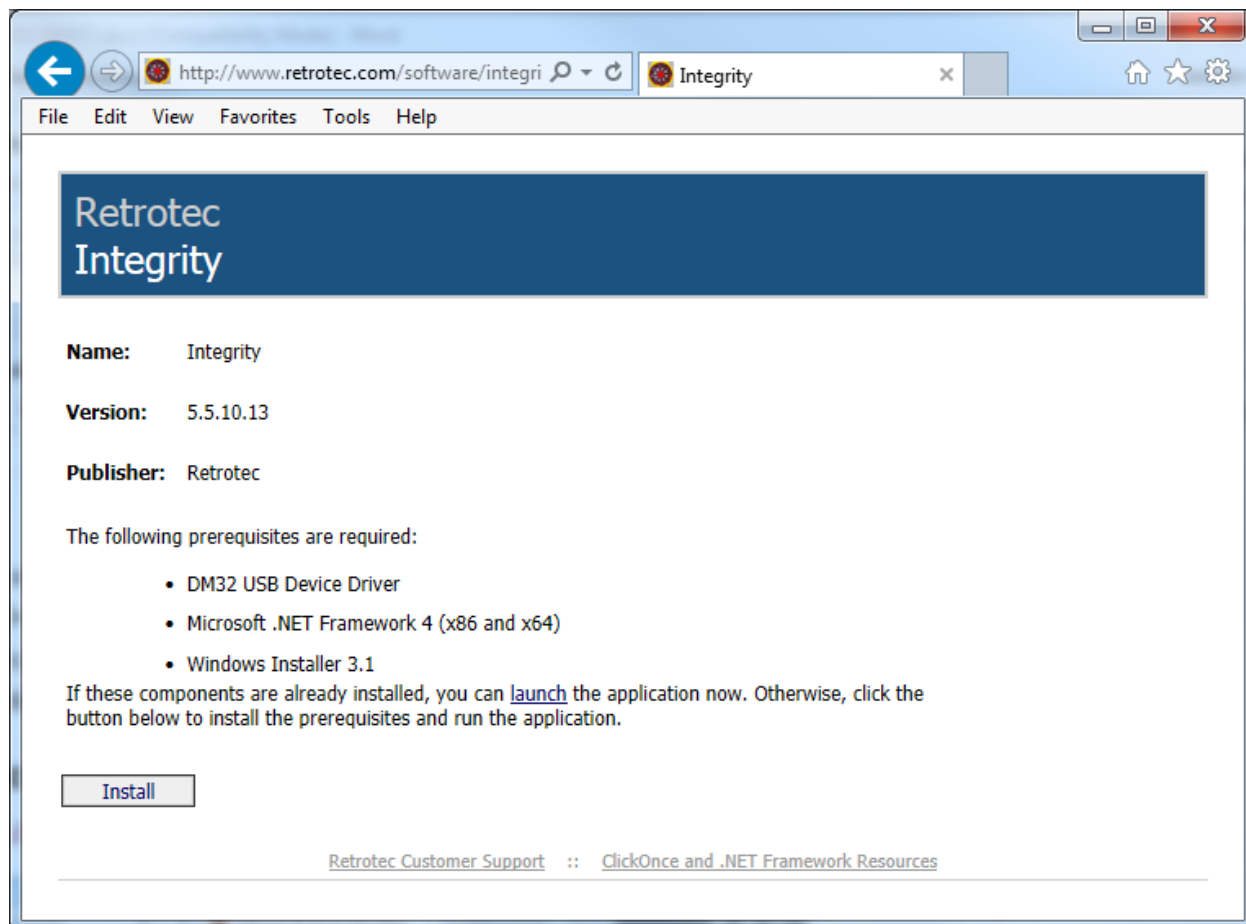 http://www.retrotec.com/software/integri
Integrity
File Edit View Favorites Tools Help
Retrotec
Integrity
Name: Integrity
Version: 5.5.10.13
Publisher: Retrotec
The following prerequisites are required:
• DM32 USB Device Driver
• Microsoft .NET Framework 4 (x86 and x64)
• Windows Installer 3.1
If these components are already installed, you can launch the application now. Otherwise, click the
button below to install the prerequisites and run the application.
Install
Retrotec Customer Support :: ClickOnce and .NET Framework Resources